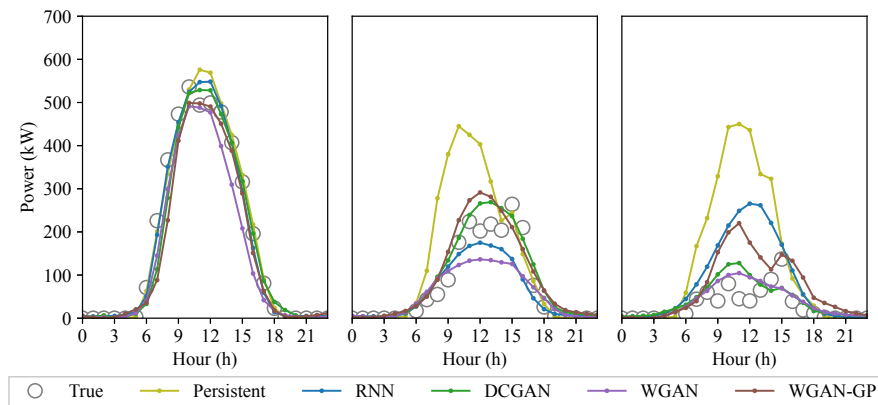 700
600
500
400
300
200
100
0
Power (kW)
0 3 6 9 12 15 18 21
0 3 6 9 12 15 18 21
0 3 6 9 12 15 18 21
Hour (h)
Hour (h)
Hour (h)
True Persistent RNN DCGAN WGAN WGAN-GP